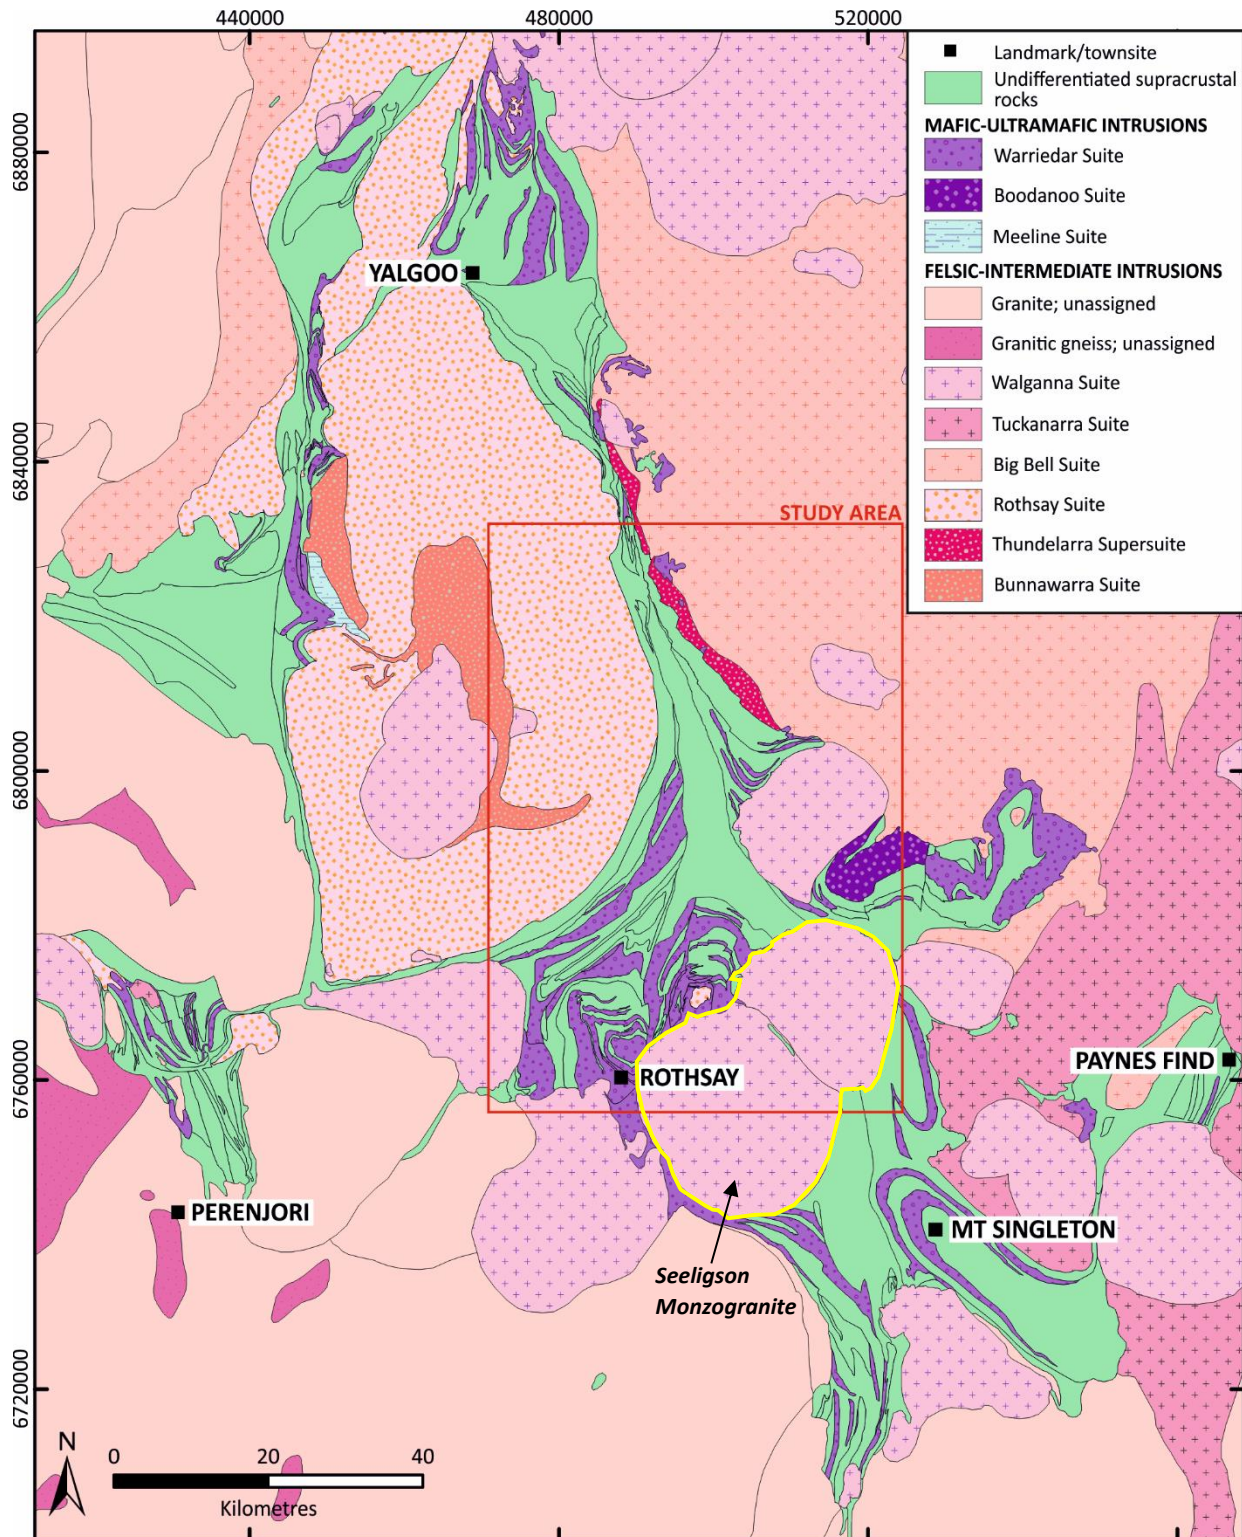 440000
480000
520000
6880000
6840000
6800000
6760000
6720000
Landmark/townsite
Undifferentiated supracrustal
rocks
MAFIC-ULTRAMAFIC INTRUSIONS
Warriedar Suite
Boodanoo Suite
Meeline Suite
FELSIC-INTERMEDIATE INTRUSIONS
Granite; unassigned
Granitic gneiss; unassigned
Walganna Suite
Tuckanarra Suite
Big Bell Suite
Rothsay Suite
Thundelarra Supersuite
Bunnawarra Suite
YALGOO
STUDY AREA
ROTHSAY
PAYNES FIND
PERENJORI
MT SINGLETON
Seeligson
Monzogranite
N
0
20
40
Kilometres